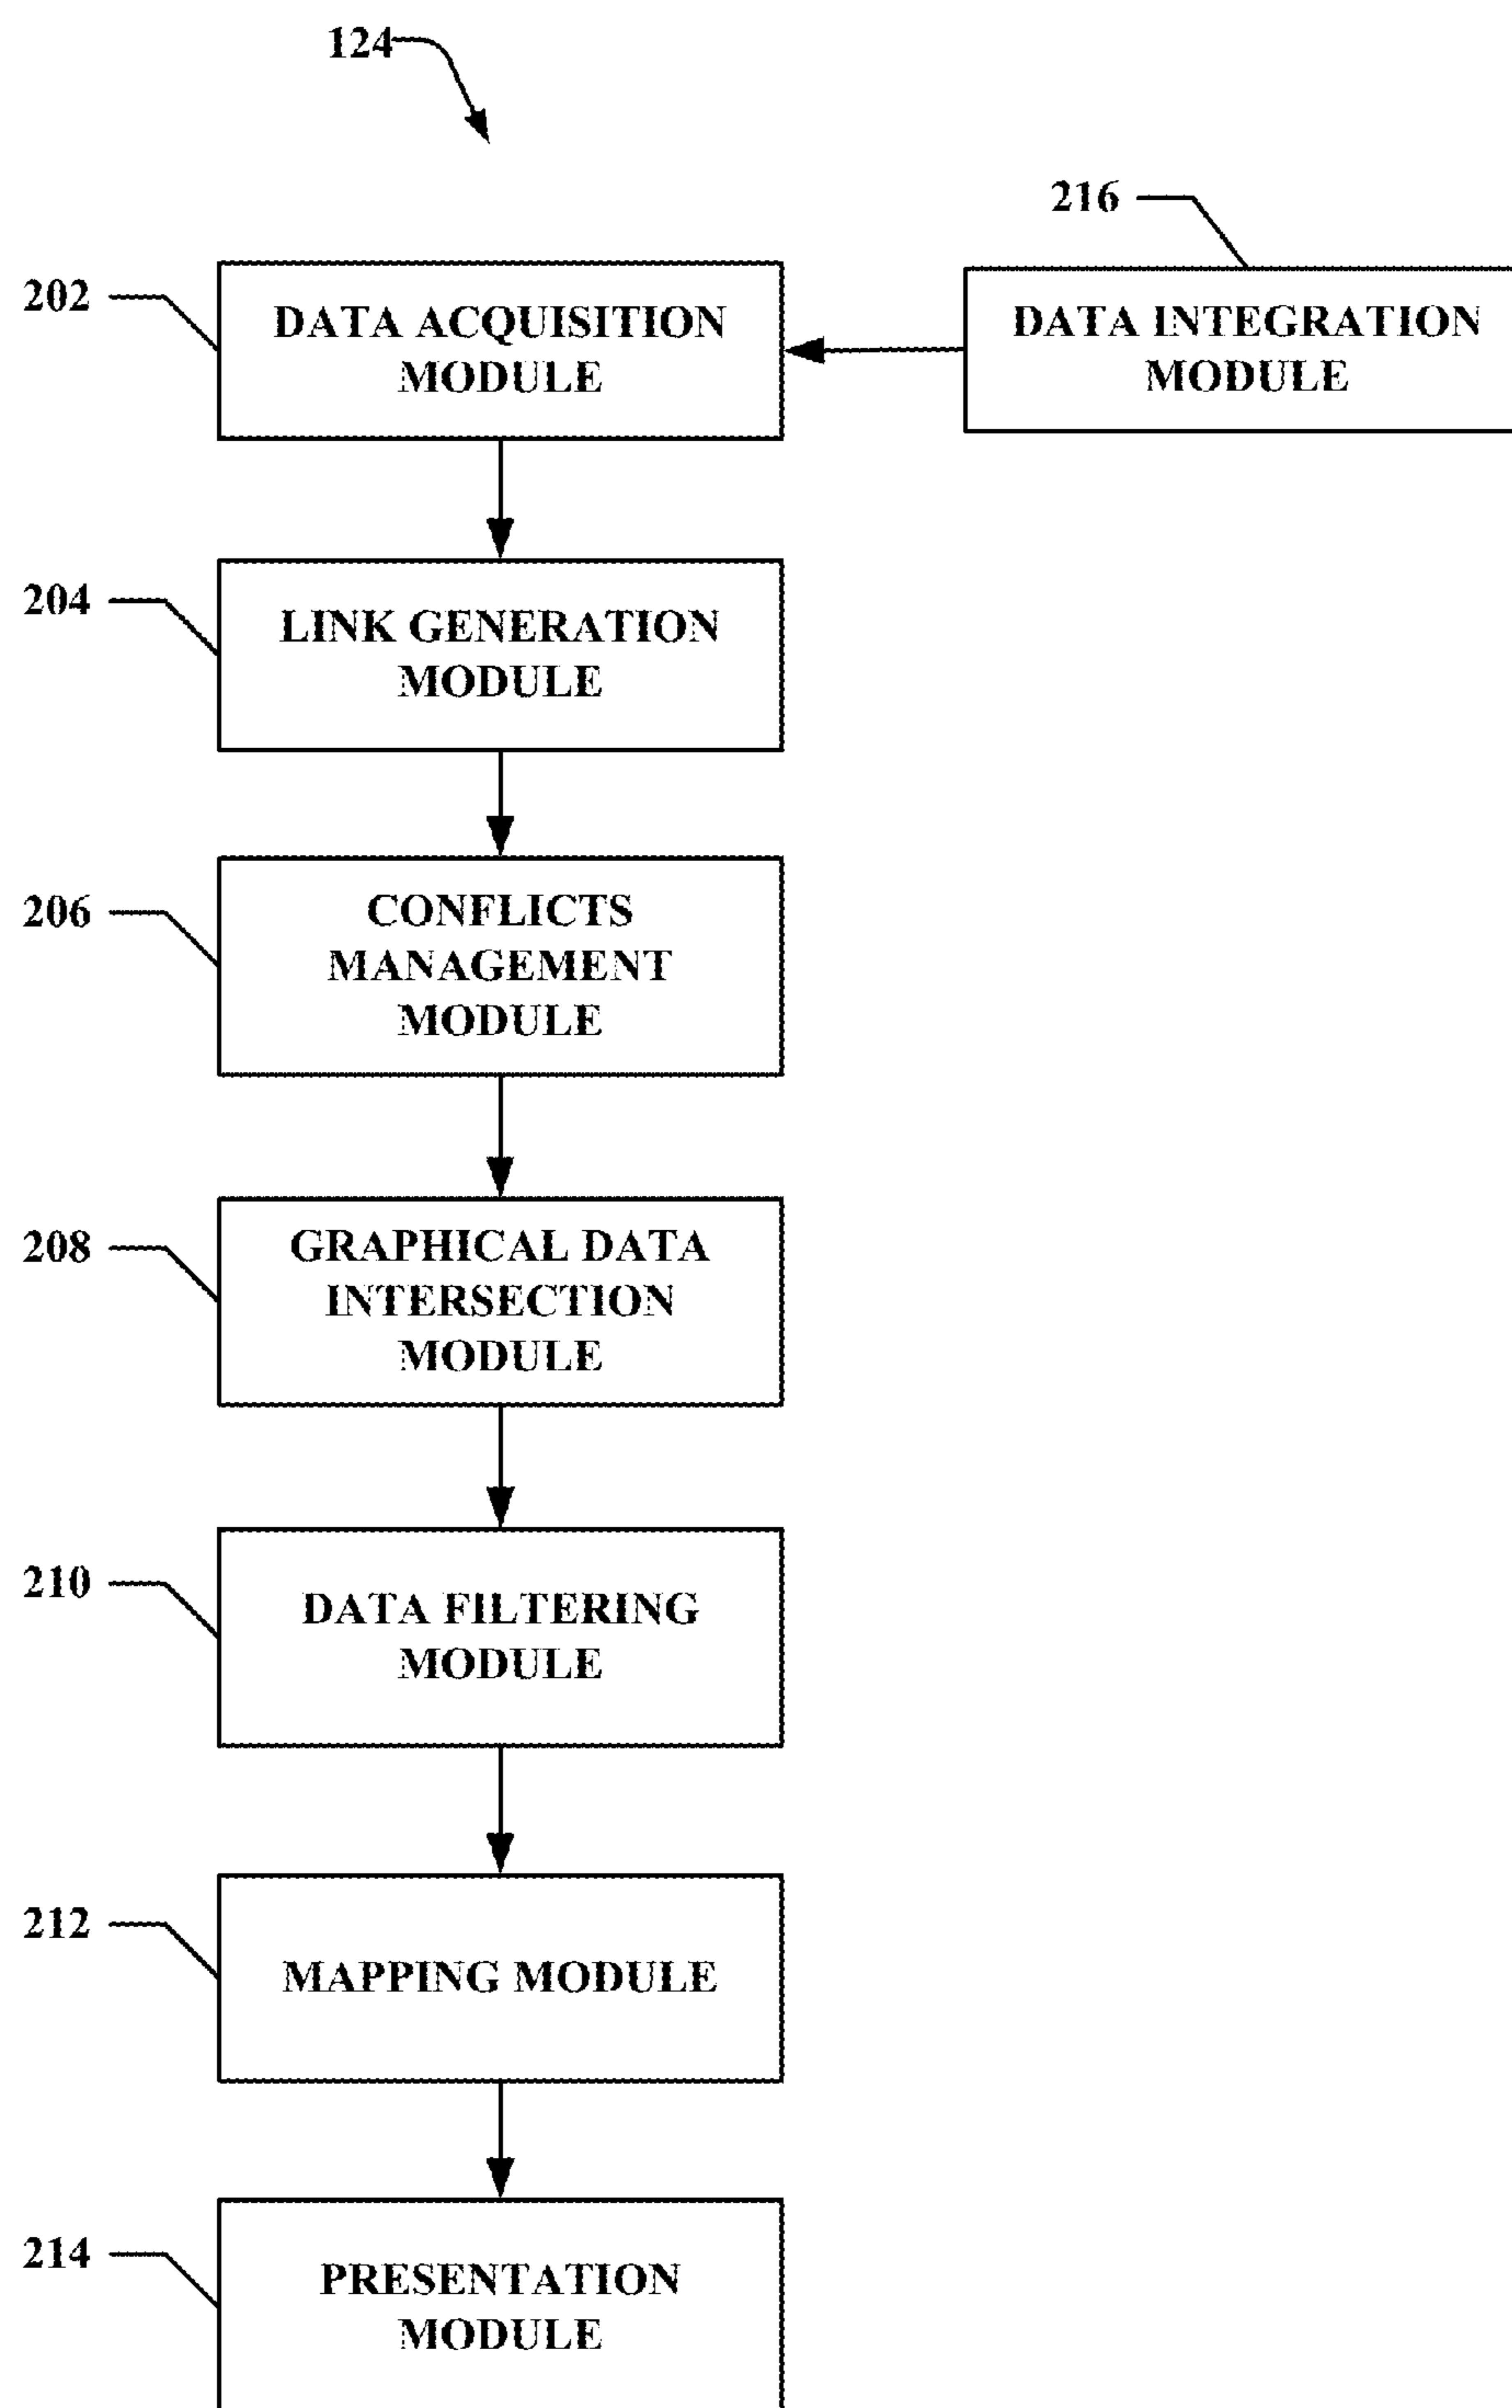 124
216
202
DATA ACQUISITION
MODULE
DATA INTEGRATION
MODULE
204
LINK GENERATION
MODULE
206
CONFLICTS
MANAGEMENT
MODULE
208
GRAPHICAL DATA
INTERSECTION
MODULE
210
DATA FILTERING
MODULE
212
MAPPING MODULE
214
PRESENTATION
MODULE